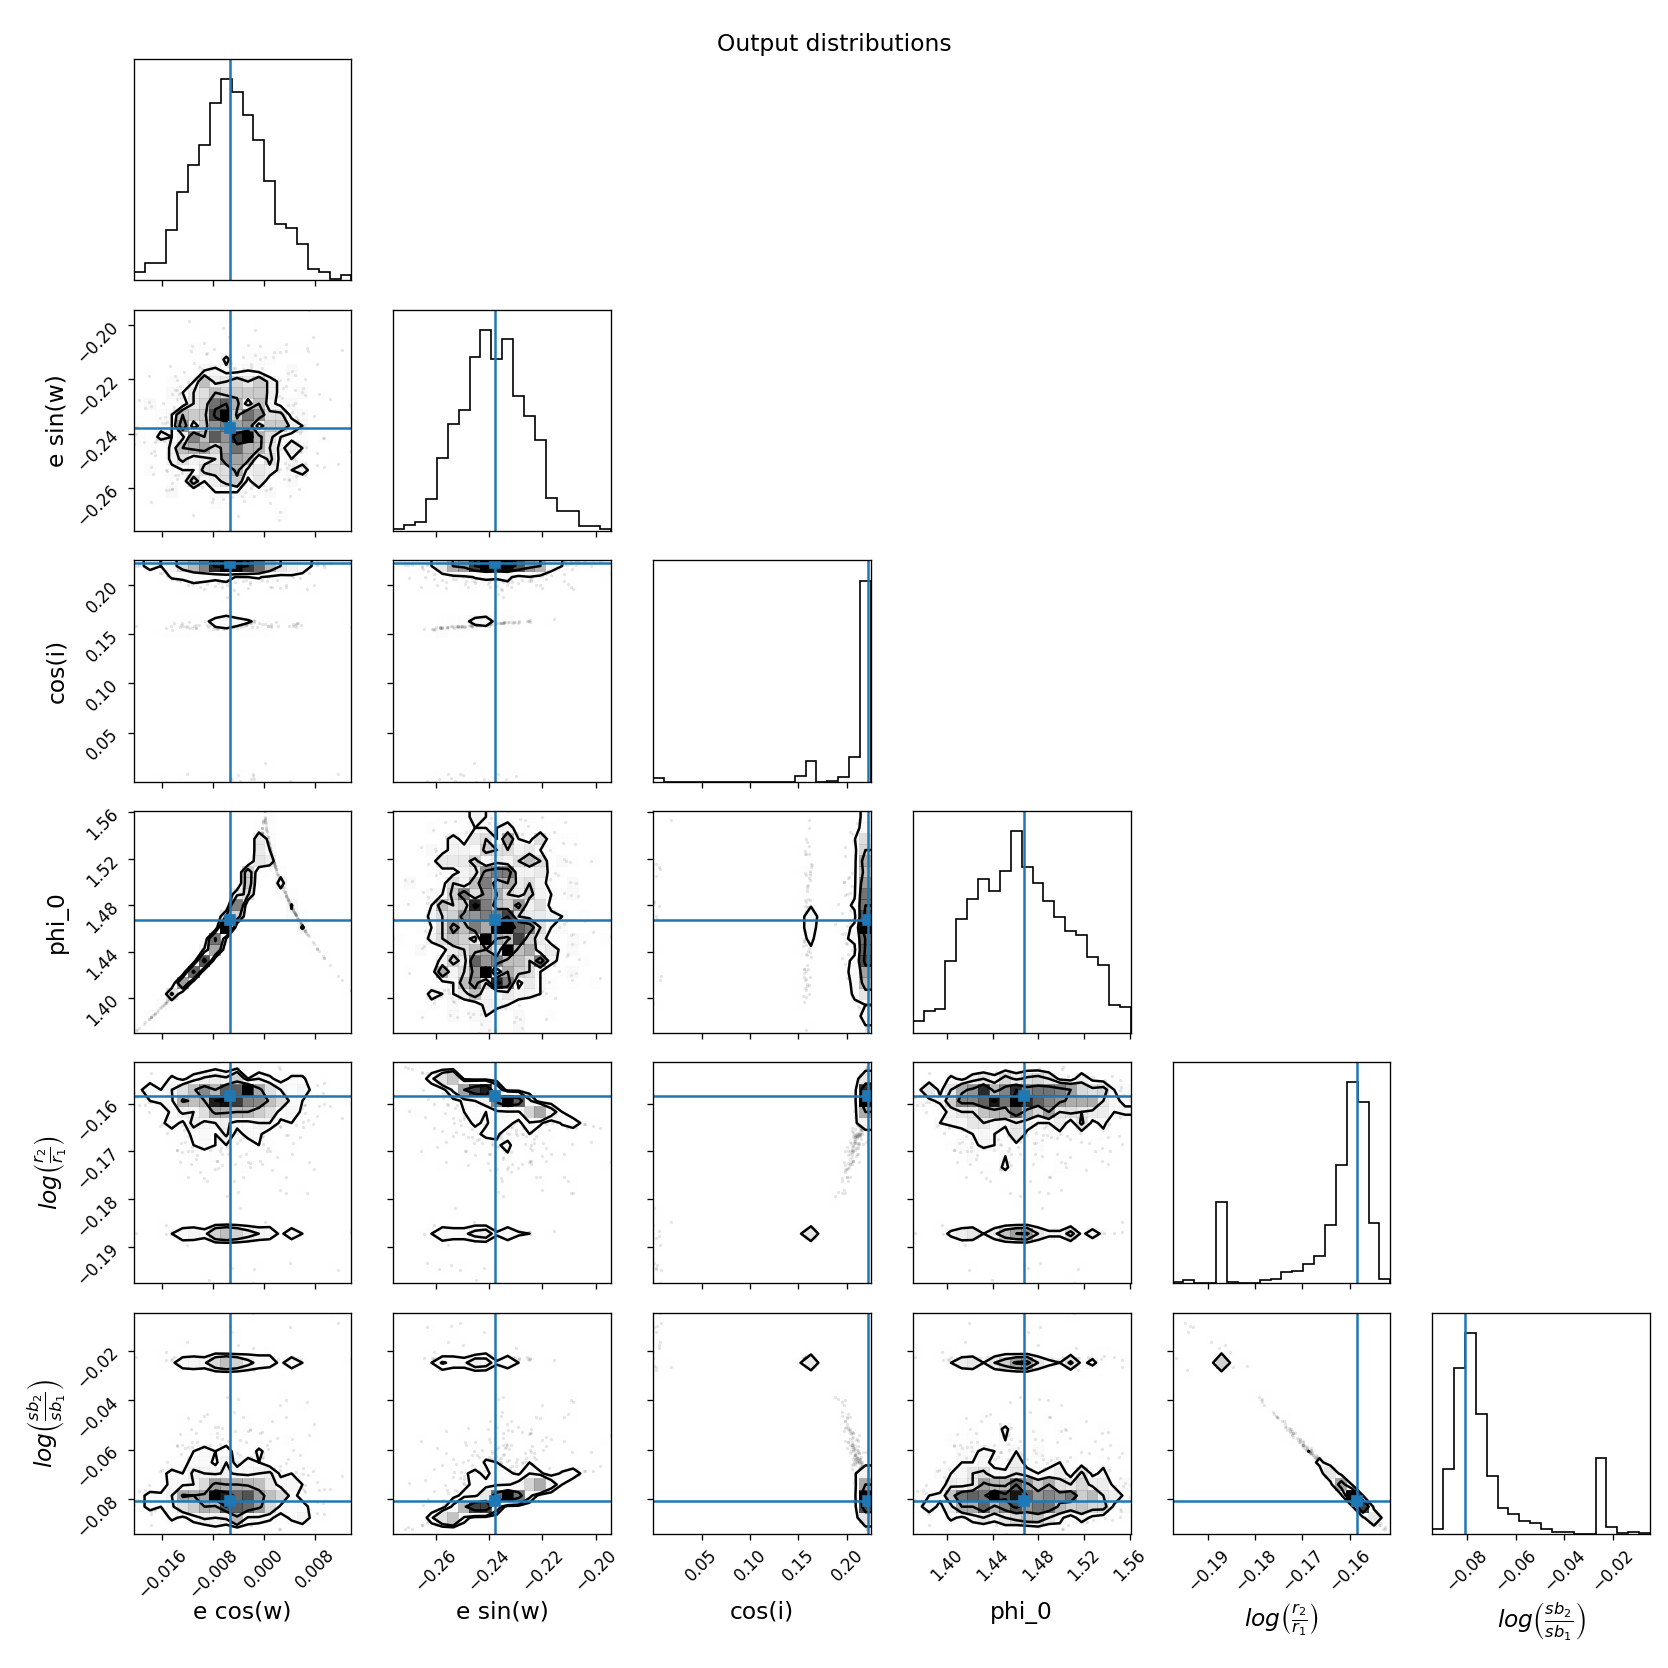 Output distributions
−0.20
−0.22
−0.24
−0.26
e sin(w)
0.20
0.15
0.10
0.05
cos(i)
1.56
1.52
1.48
1.44
1.40
phi_0
−0.16
−0.17
−0.18
−0.19
log(r₂/r₁)
−0.02
−0.04
−0.06
−0.08
log(sb₂/sb₁)
−0.016 −0.008 0.000 0.008
−0.26 −0.24 −0.22 −0.20
0.05 0.10 0.15 0.20
1.40 1.44 1.48 1.52 1.56
−0.19 −0.18 −0.17 −0.16
−0.08 −0.06 −0.04 −0.02
e cos(w) e sin(w) cos(i) phi_0 log(r₂/r₁) log(sb₂/sb₁)